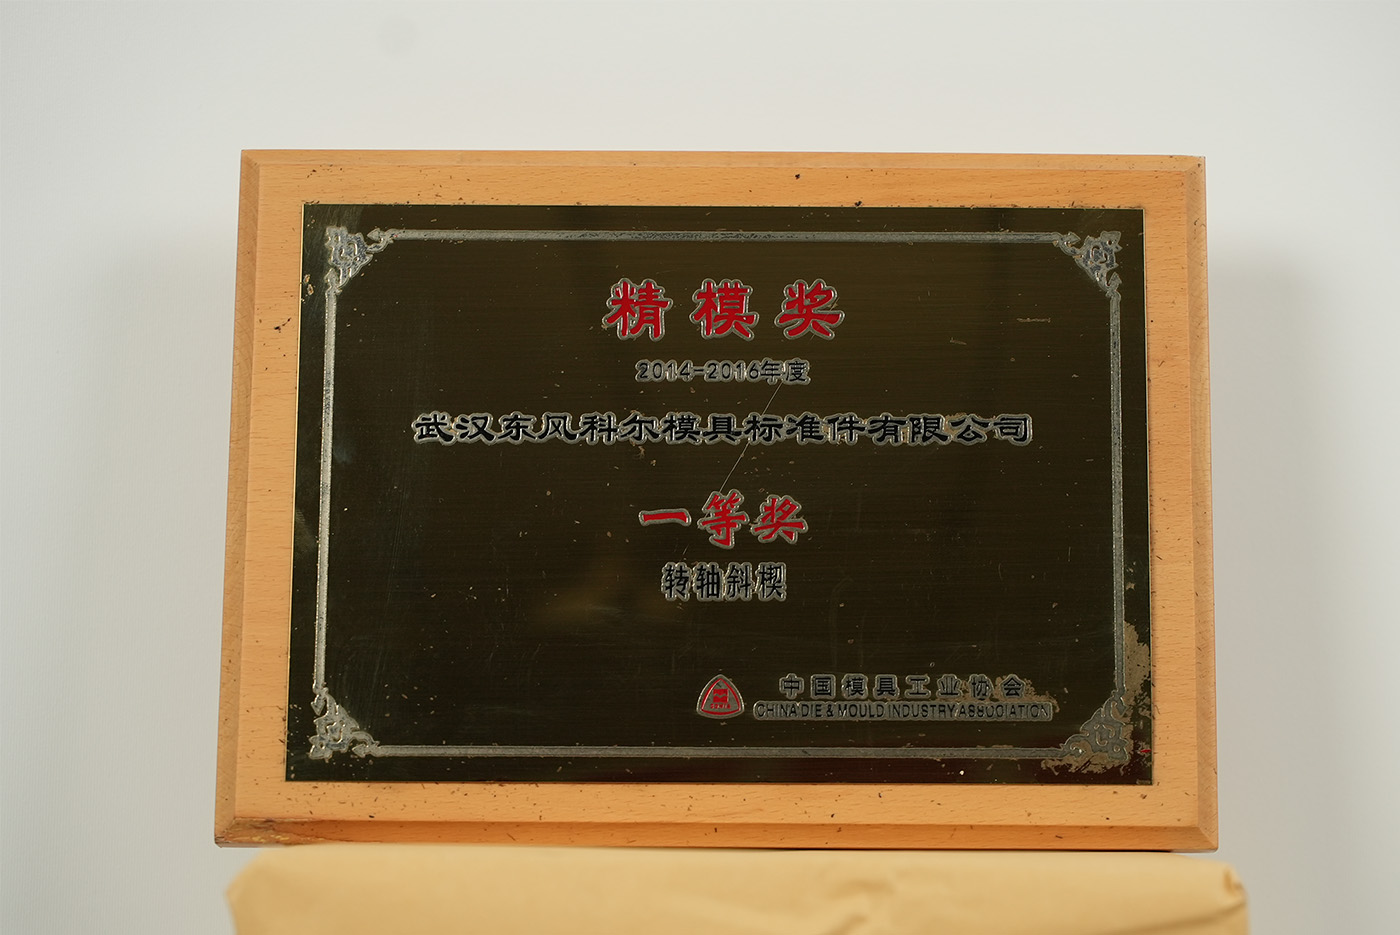 精模奖
2014-2016年度
武汉东风科尔模具标准件有限公司
一等奖
转轴斜楔
中国模具工业协会
CHINA DIE & MOULD INDUSTRY ASSOCIATION